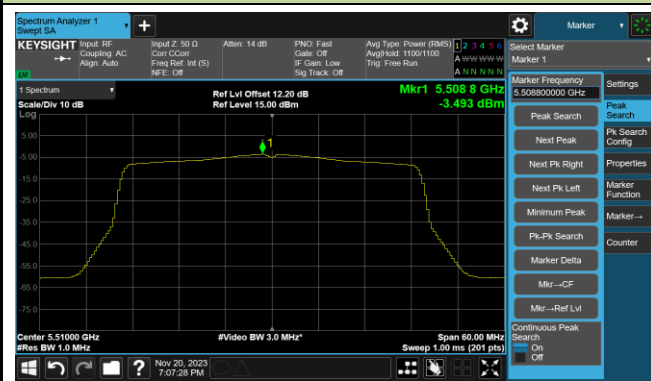 Spectrum Analyzer 1
Swept SA
+
Marker
KEYSIGHT
Input: RF
Coupling: AC
Align: Auto
Input Z: 50 Ω
Corr CCorr
Freq Ref: Int (S)
NFE: Off
Atten: 14 dB
PNO: Fast
Gate: Off
IF Gain: Low
Sig Track: Off
Avg Type: Power (RMS)
Avg|Hold: 1100/1100
Trig: Free Run
1 2 3 4 5 6
A W W W W W
A N N N N N
Select Marker
Marker 1
LXI
1 Spectrum
Scale/Div 10 dB
Ref Lvl Offset 12.20 dB
Ref Level 15.00 dBm
Mkr1 5.508 8 GHz
-3.493 dBm
Log
5.00
-5.00
-15.0
-25.0
-35.0
-45.0
-55.0
-65.0
-75.0
1
Center 5.51000 GHz
#Res BW 1.0 MHz
#Video BW 3.0 MHz*
Span 60.00 MHz
Sweep 1.00 ms (201 pts)
Marker Frequency
5.508800000 GHz
Peak Search
Next Peak
Next Pk Right
Next Pk Left
Minimum Peak
Pk-Pk Search
Marker Delta
Mkr→CF
Mkr→Ref Lvl
Continuous Peak
Search
On
Off
Settings
Peak
Search
Pk Search
Config
Properties
Marker
Function
Marker→
Counter
?
Nov 20, 2023
7:07:28 PM